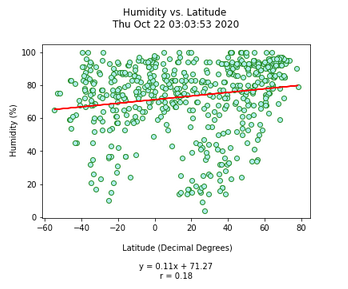 Humidity vs. Latitude
Thu Oct 22 03:03:53 2020
100
80
60
40
20
0
Humidity (%)
−60 −40 −20 0 20 40 60 80
Latitude (Decimal Degrees)
y = 0.11x + 71.27
r = 0.18